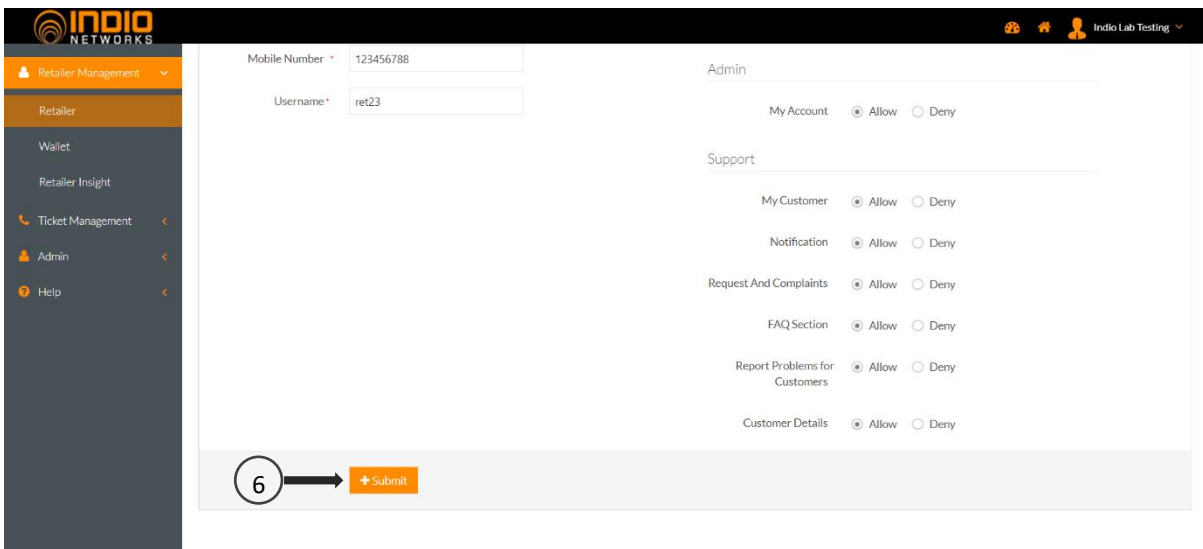 INDIO
NETWORKS
Indio Lab Testing
Retailer Management
Retailer
Wallet
Retailer Insight
Ticket Management
Admin
Help
Mobile Number * 123456788
Username* ret23
Admin
My Account Allow Deny
Support
My Customer Allow Deny
Notification Allow Deny
Request And Complaints Allow Deny
FAQ Section Allow Deny
Report Problems for
Customers Allow Deny
Customer Details Allow Deny
6
+ Submit